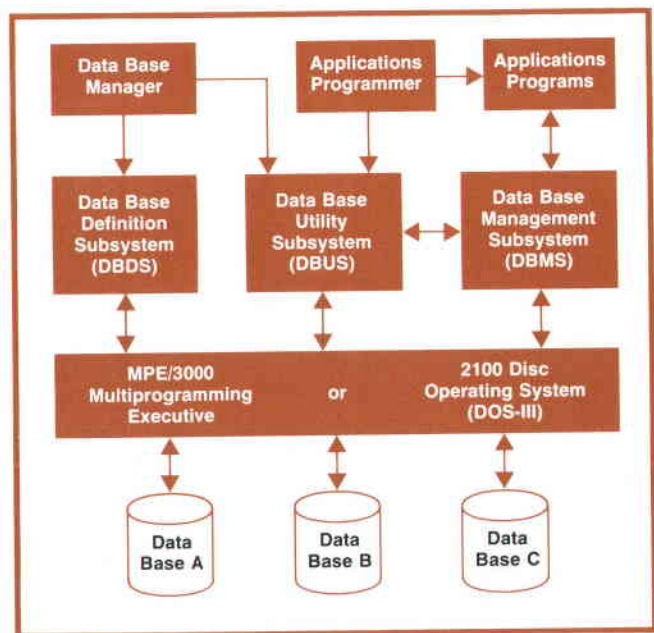 Data Base
Manager
Applications
Programmer
Applications
Programs
Data Base
Definition
Subsystem
(DBDS)
Data Base
Utility
Subsystem
(DBUS)
Data Base
Management
Subsystem
(DBMS)
MPE/3000
Multiprogramming
Executive
or
2100 Disc
Operating System
(DOS-III)
Data
Base A
Data
Base B
Data
Base C